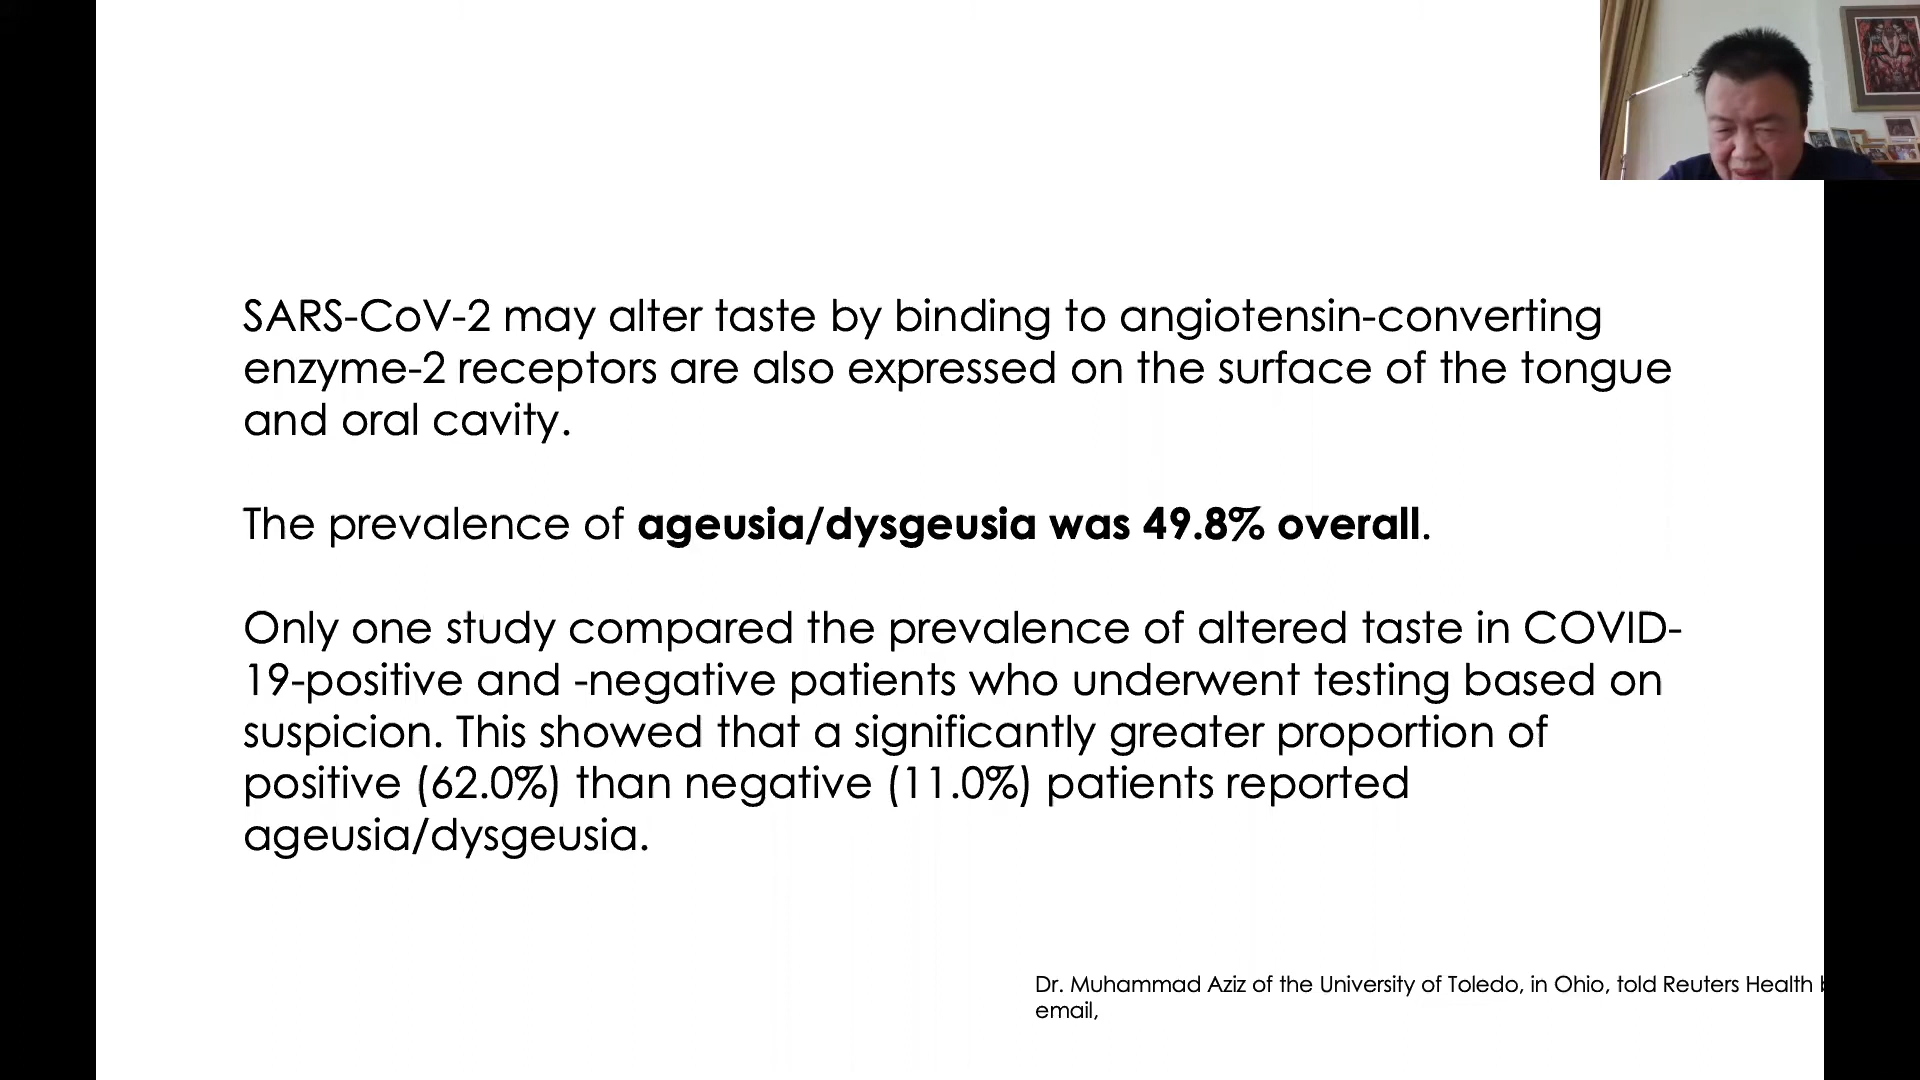 SARS-CoV-2 may alter taste by binding to angiotensin-converting
enzyme-2 receptors are also expressed on the surface of the tongue
and oral cavity.
The prevalence of ageusia/dysgeusia was 49.8% overall.
Only one study compared the prevalence of altered taste in COVID-
19-positive and -negative patients who underwent testing based on
suspicion. This showed that a significantly greater proportion of
positive (62.0%) than negative (11.0%) patients reported
ageusia/dysgeusia.
Dr. Muhammad Aziz of the University of Toledo, in Ohio, told Reuters Health
email,